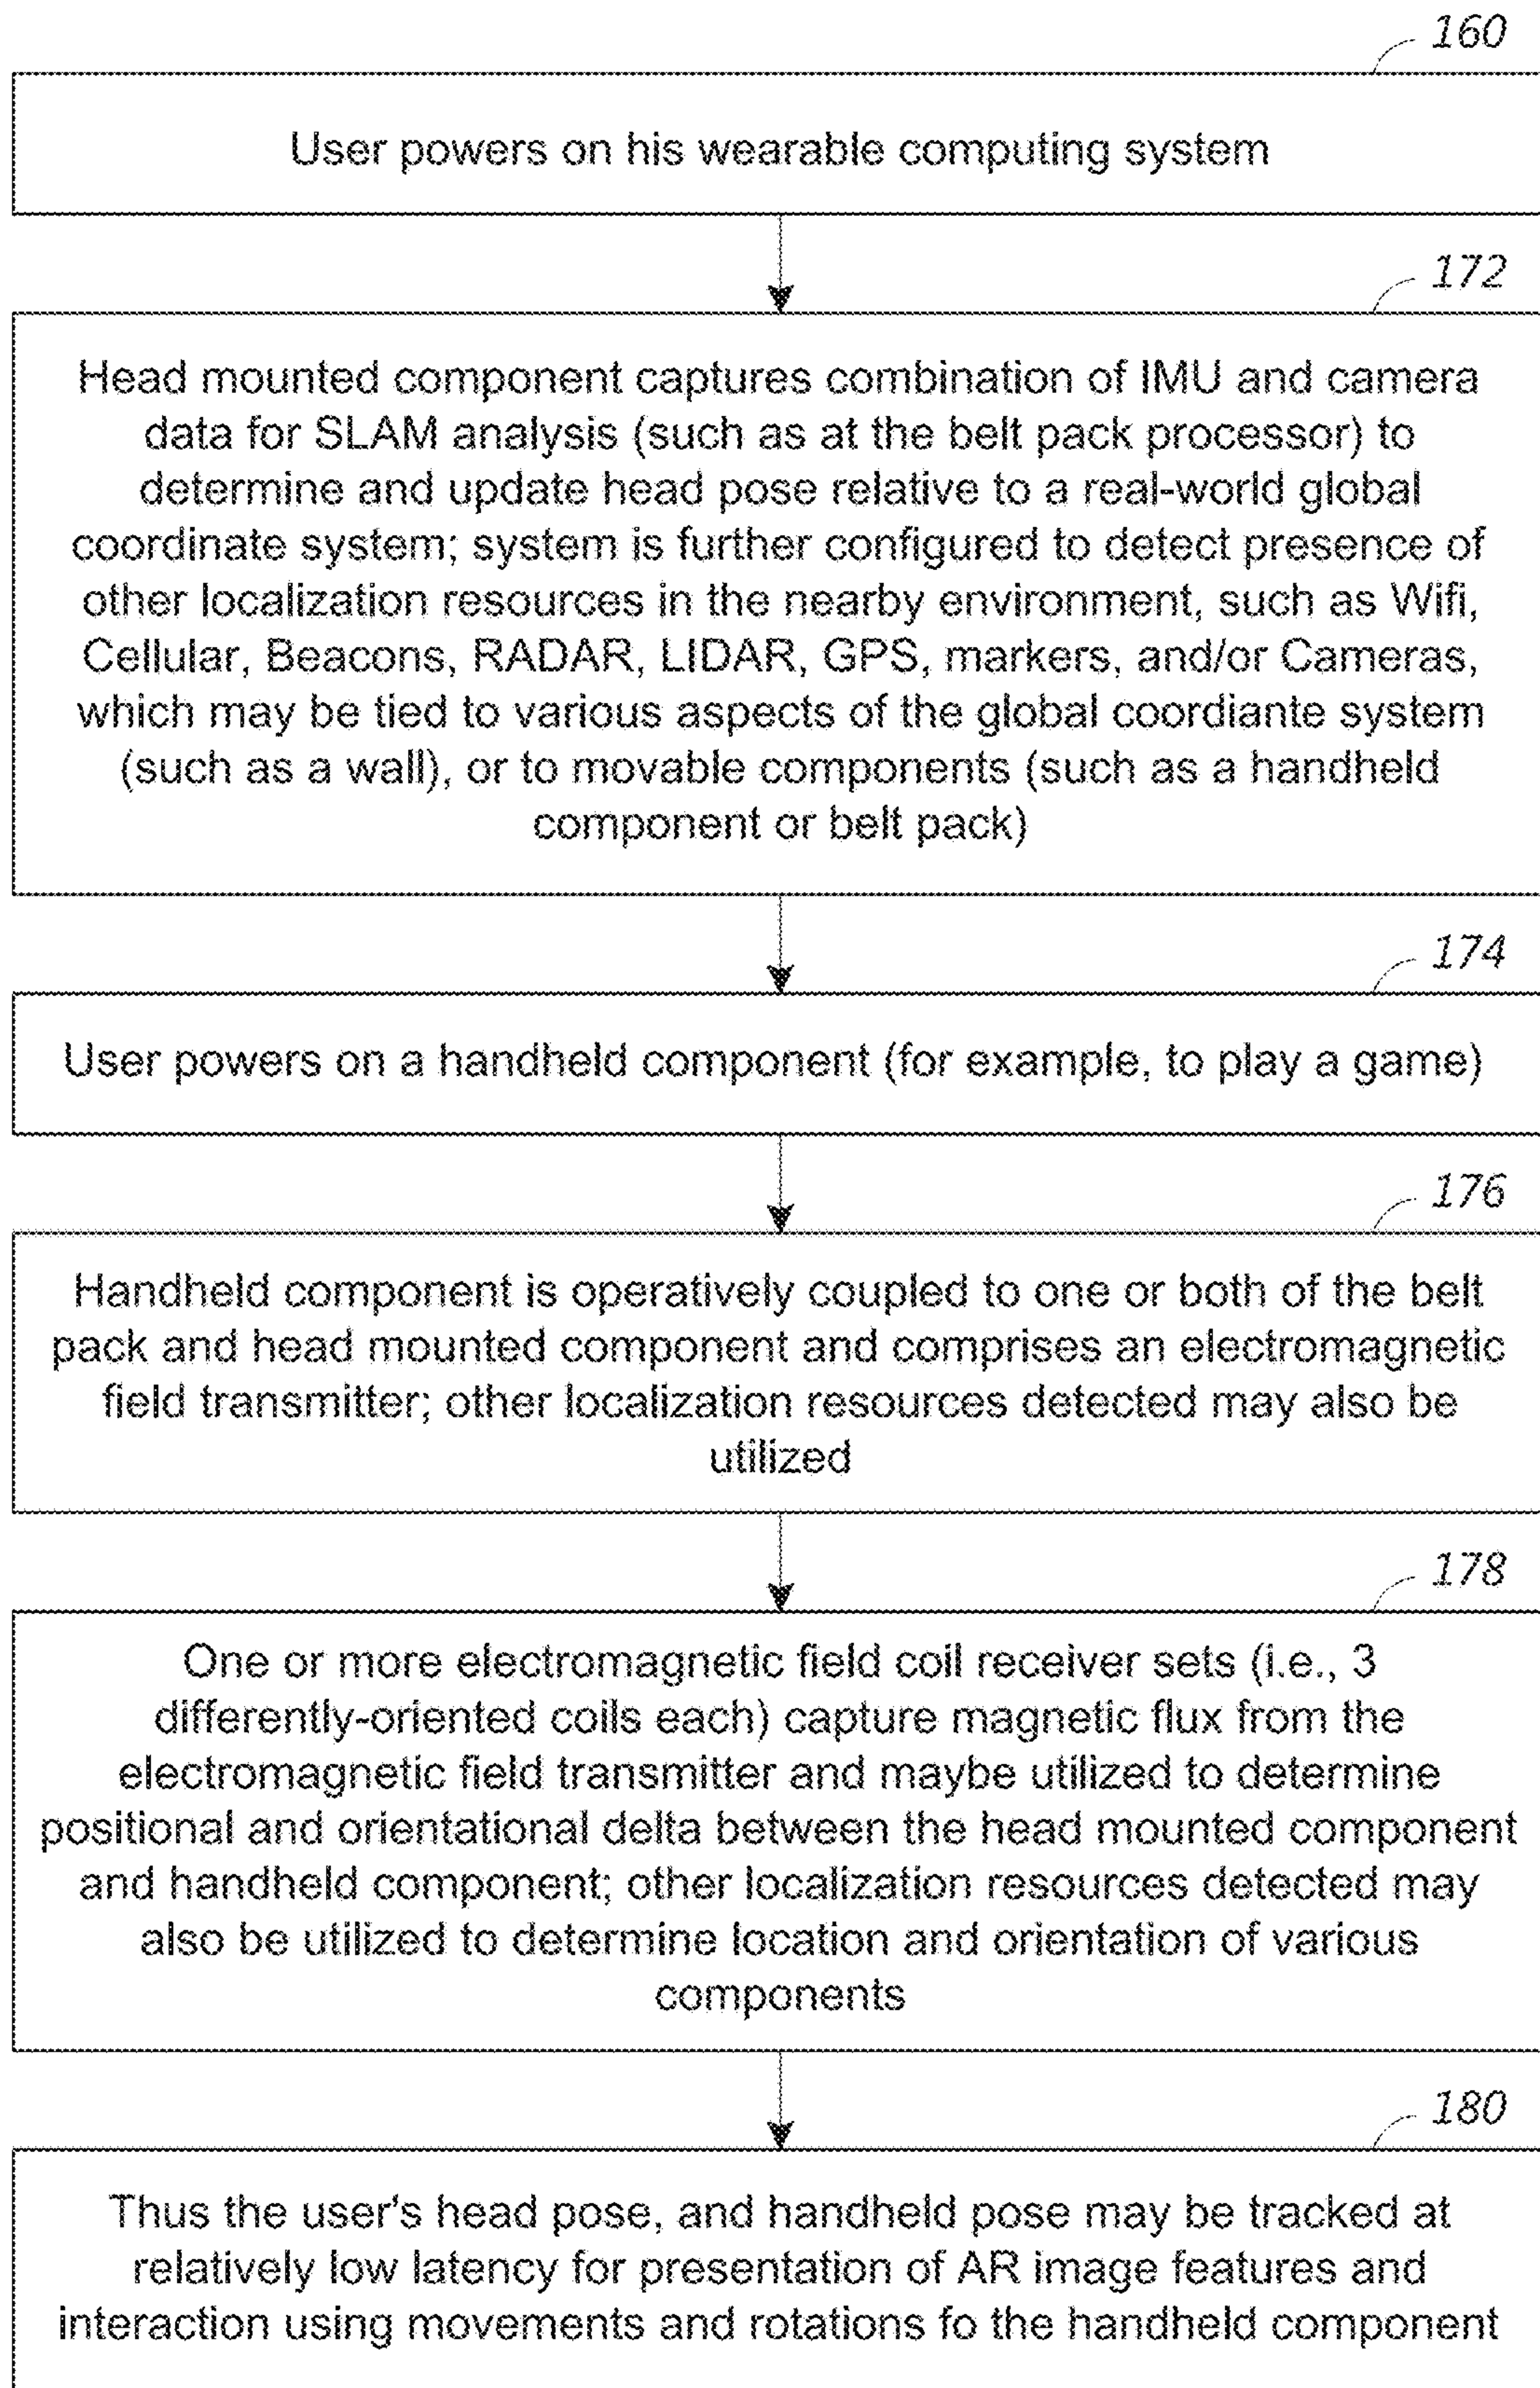 160
User powers on his wearable computing system
172
Head mounted component captures combination of IMU and camera
data for SLAM analysis (such as at the belt pack processor) to
determine and update head pose relative to a real-world global
coordinate system; system is further configured to detect presence of
other localization resources in the nearby environment, such as Wifi,
Cellular, Beacons, RADAR, LIDAR, GPS, markers, and/or Cameras,
which may be tied to various aspects of the global coordiante system
(such as a wall), or to movable components (such as a handheld
component or belt pack)
174
User powers on a handheld component (for example, to play a game)
176
Handheld component is operatively coupled to one or both of the belt
pack and head mounted component and comprises an electromagnetic
field transmitter; other localization resources detected may also be
utilized
178
One or more electromagnetic field coil receiver sets (i.e., 3
differently-oriented coils each) capture magnetic flux from the
electromagnetic field transmitter and maybe utilized to determine
positional and orientational delta between the head mounted component
and handheld component; other localization resources detected may
also be utilized to determine location and orientation of various
components
180
Thus the user's head pose, and handheld pose may be tracked at
relatively low latency for presentation of AR image features and
interaction using movements and rotations fo the handheld component